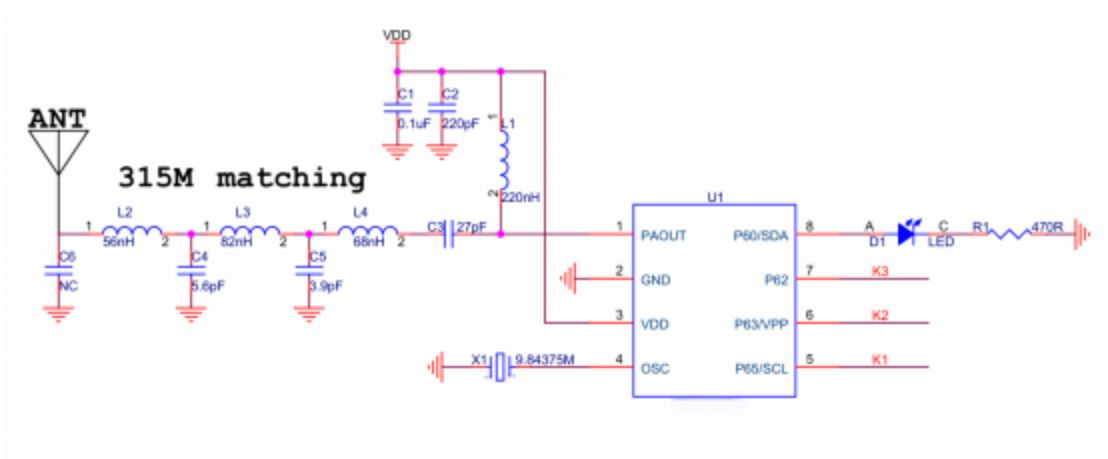 VDD
C1
C2
0.1uF
220pF
1
L1
2
220nH
ANT
315M matching
1
L2
56nH
2
1
L3
82nH
2
1
L4
68nH
2
C3
27pF
C6
NC
C4
5.6pF
C5
3.9pF
U1
1
PAOUT
2
GND
3
VDD
4
OSC
X1
9.84375M
P60/SDA
8
P62
7
P63/VPP
6
P65/SCL
5
A
D1
C
LED
R1
470R
K3
K2
K1